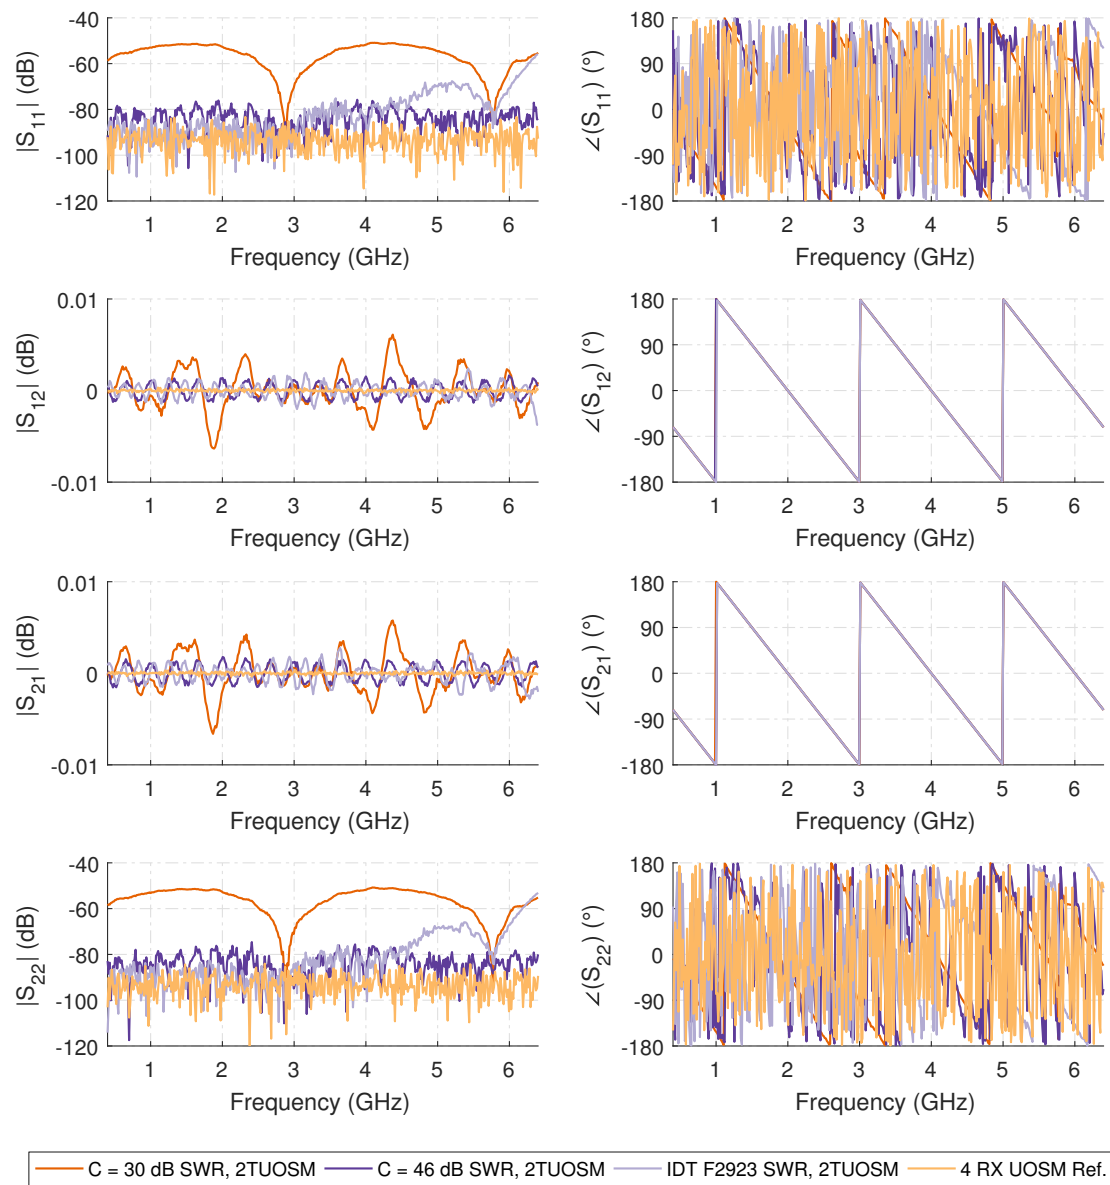 -40
-60
-80
-100
-120
|S11| (dB)
1 2 3 4 5 6
Frequency (GHz)
180
90
0
-90
-180
∠(S11) (°)
1 2 3 4 5 6
Frequency (GHz)
0.01
0
-0.01
|S12| (dB)
1 2 3 4 5 6
Frequency (GHz)
180
90
0
-90
-180
∠(S12) (°)
1 2 3 4 5 6
Frequency (GHz)
0.01
0
-0.01
|S21| (dB)
1 2 3 4 5 6
Frequency (GHz)
180
90
0
-90
-180
∠(S21) (°)
1 2 3 4 5 6
Frequency (GHz)
-40
-60
-80
-100
-120
|S22| (dB)
1 2 3 4 5 6
Frequency (GHz)
180
90
0
-90
-180
∠(S22) (°)
1 2 3 4 5 6
Frequency (GHz)
C = 30 dB SWR, 2TUOSM C = 46 dB SWR, 2TUOSM IDT F2923 SWR, 2TUOSM 4 RX UOSM Ref.